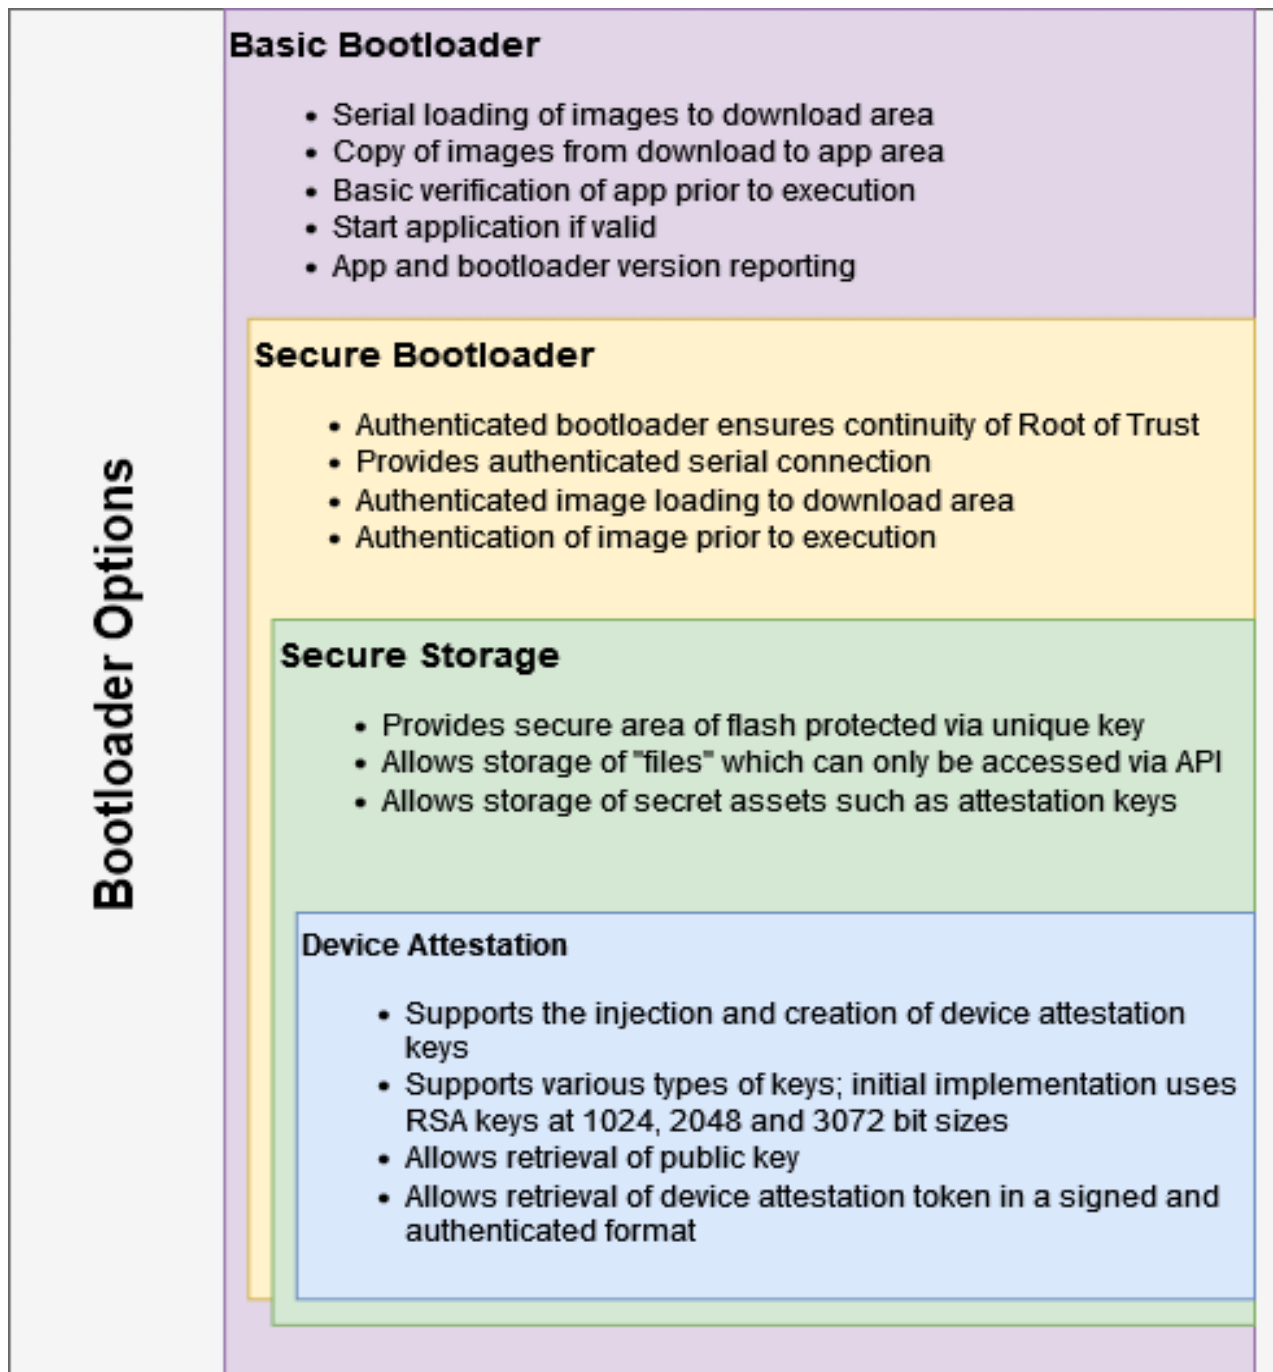 Bootloader Options
Basic Bootloader
• Serial loading of images to download area
• Copy of images from download to app area
• Basic verification of app prior to execution
• Start application if valid
• App and bootloader version reporting
Secure Bootloader
• Authenticated bootloader ensures continuity of Root of Trust
• Provides authenticated serial connection
• Authenticated image loading to download area
• Authentication of image prior to execution
Secure Storage
• Provides secure area of flash protected via unique key
• Allows storage of "files" which can only be accessed via API
• Allows storage of secret assets such as attestation keys
Device Attestation
• Supports the injection and creation of device attestation
keys
• Supports various types of keys; initial implementation uses
RSA keys at 1024, 2048 and 3072 bit sizes
• Allows retrieval of public key
• Allows retrieval of device attestation token in a signed and
authenticated format